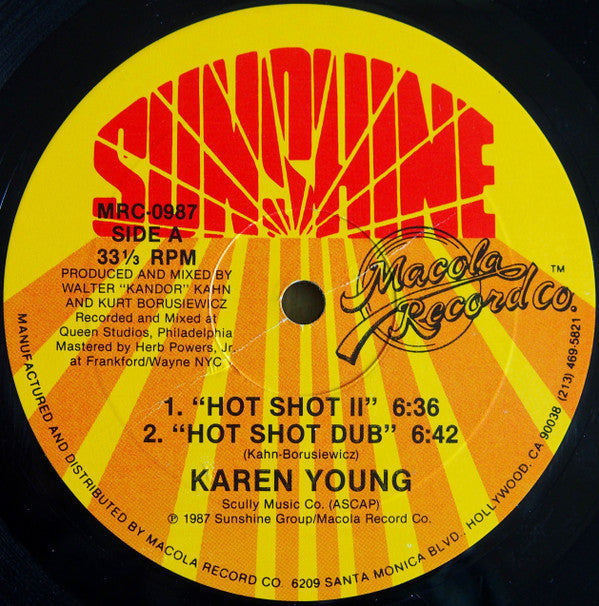 SUNSHINE
MRC-0987
SIDE A
33⅓ RPM
PRODUCED AND MIXED BY
WALTER "KANDOR" KAHN
AND KURT BORUSIEWICZ
Recorded and Mixed at
Queen Studios, Philadelphia
Mastered by Herb Powers, Jr.
at Frankford/Wayne NYC
Macola
Record Co.
TM
1. "HOT SHOT II" 6:36
2. "HOT SHOT DUB" 6:42
(Kahn-Borusiewicz)
KAREN YOUNG
Scully Music Co. (ASCAP)
℗ 1987 Sunshine Group/Macola Record Co.
MANUFACTURED AND DISTRIBUTED BY MACOLA RECORD CO. 6209 SANTA MONICA BLVD., HOLLYWOOD, CA 90038 (213) 469-5821